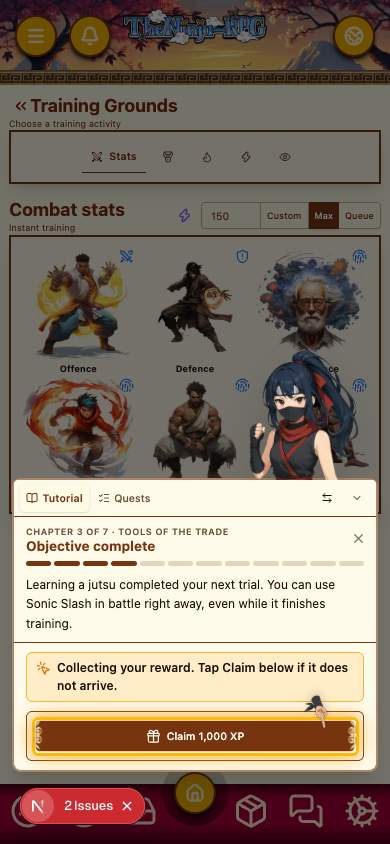 TheNinja-RPG
Training Grounds
Choose a training activity
Stats
Combat stats
Instant training
150
Custom
Max
Queue
Offence
Defence
ce
Tutorial
Quests
CHAPTER 3 OF 7 · TOOLS OF THE TRADE
Objective complete
Learning a jutsu completed your next trial. You can use
Sonic Slash in battle right away, even while it finishes
training.
Collecting your reward. Tap Claim below if it does
not arrive.
Claim 1,000 XP
N
2 Issues